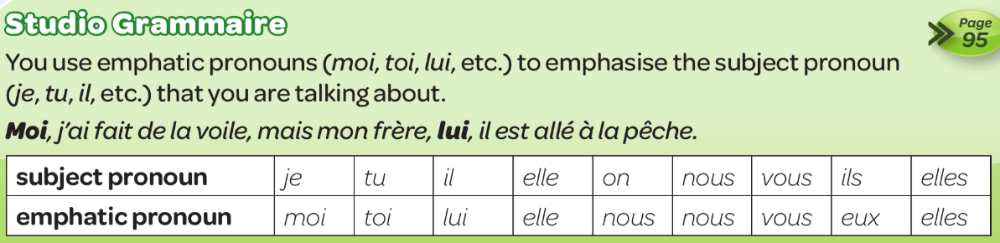 Studio Grammaire
Page
95
You use emphatic pronouns (moi, toi, lui, etc.) to emphasise the subject pronoun
(je, tu, il, etc.) that you are talking about.
Moi, j'ai fait de la voile, mais mon frère, lui, il est allé à la pêche.
subject pronoun je tu il elle on nous vous ils elles
emphatic pronoun moi toi lui elle nous nous vous eux elles